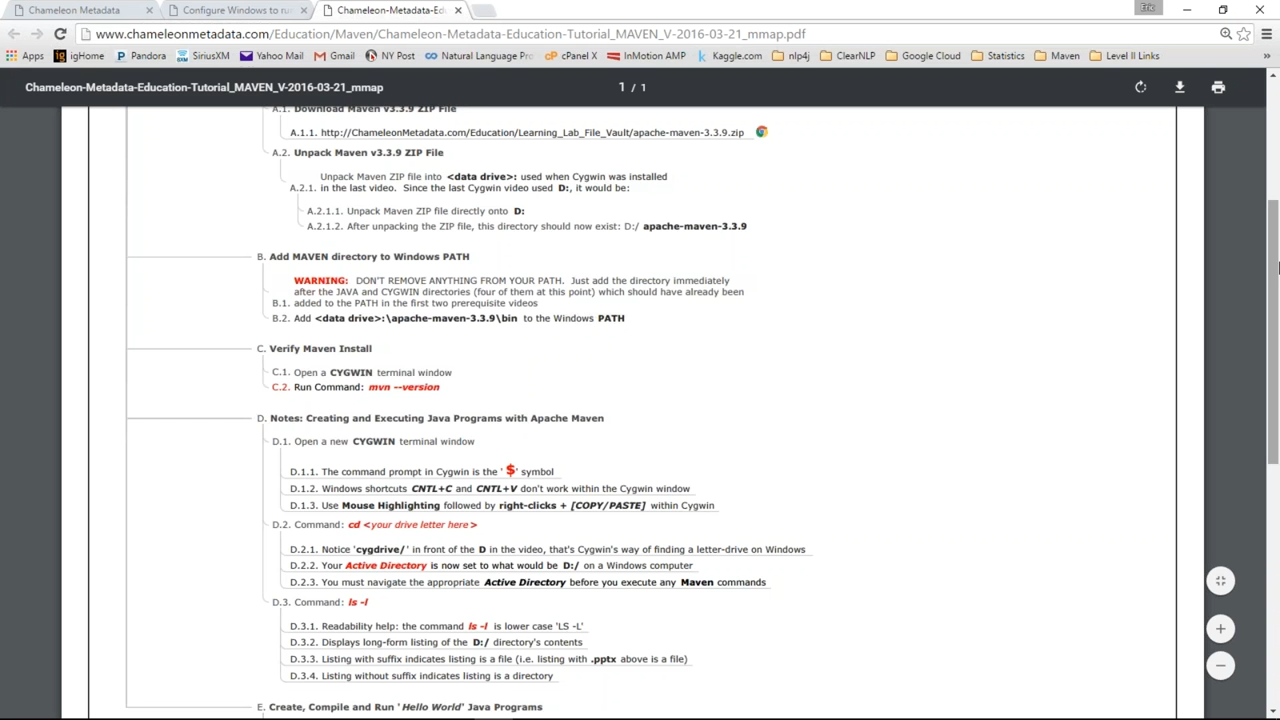 Chameleon Metadata
Configure Windows to ru
Chameleon-Metadata-Ed
Eric
www.chameleonmetadata.com/Education/Maven/Chameleon-Metadata-Education-Tutorial_MAVEN_V-2016-03-21_mmap.pdf
Apps igHome Pandora SiriusXM Yahoo Mail Gmail NY Post Natural Language Pro cPanel X InMotion AMP Kaggle.com nlp4j ClearNLP Google Cloud Statistics Maven Level II Links »
Chameleon-Metadata-Education-Tutorial_MAVEN_V-2016-03-21_mmap 1 / 1
A.1. Download Maven v3.3.9 ZIP File
A.1.1. http://ChameleonMetadata.com/Education/Learning_Lab_File_Vault/apache-maven-3.3.9.zip
A.2. Unpack Maven v3.3.9 ZIP File
Unpack Maven ZIP file into <data drive>: used when Cygwin was installed
A.2.1. in the last video. Since the last Cygwin video used D:, it would be:
A.2.1.1. Unpack Maven ZIP file directly onto D:
A.2.1.2. After unpacking the ZIP file, this directory should now exist: D:/ apache-maven-3.3.9
B. Add MAVEN directory to Windows PATH
WARNING: DON'T REMOVE ANYTHING FROM YOUR PATH. Just add the directory immediately
after the JAVA and CYGWIN directories (four of them at this point) which should have already been
B.1. added to the PATH in the first two prerequisite videos
B.2. Add <data drive>:\apache-maven-3.3.9\bin to the Windows PATH
C. Verify Maven Install
C.1. Open a CYGWIN terminal window
C.2. Run Command: mvn --version
D. Notes: Creating and Executing Java Programs with Apache Maven
D.1. Open a new CYGWIN terminal window
D.1.1. The command prompt in Cygwin is the ' $' symbol
D.1.2. Windows shortcuts CNTL+C and CNTL+V don't work within the Cygwin window
D.1.3. Use Mouse Highlighting followed by right-clicks + [COPY/PASTE] within Cygwin
D.2. Command: cd <your drive letter here>
D.2.1. Notice 'cygdrive/' in front of the D in the video, that's Cygwin's way of finding a letter-drive on Windows
D.2.2. Your Active Directory is now set to what would be D:/ on a Windows computer
D.2.3. You must navigate the appropriate Active Directory before you execute any Maven commands
D.3. Command: ls -l
D.3.1. Readability help: the command ls -l is lower case 'LS -L'
D.3.2. Displays long-form listing of the D:/ directory's contents
D.3.3. Listing with suffix indicates listing is a file (i.e. listing with .pptx above is a file)
D.3.4. Listing without suffix indicates listing is a directory
E. Create, Compile and Run 'Hello World' Java Programs